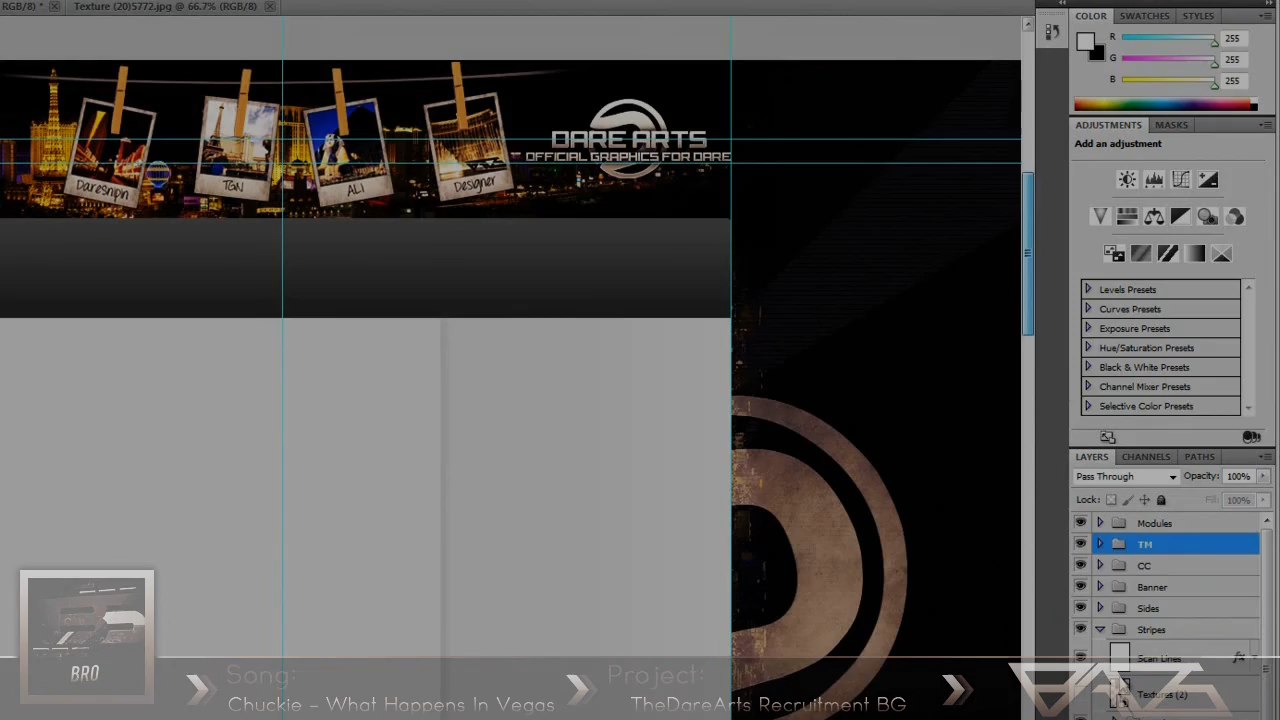 RGB/8) *
Texture (20)5772.jpg @ 66.7% (RGB/8)
COLOR SWATCHES STYLES
R 255
G 255
B 255
ADJUSTMENTS MASKS
Add an adjustment
Levels Presets
Curves Presets
Exposure Presets
Hue/Saturation Presets
Black & White Presets
Channel Mixer Presets
Selective Color Presets
LAYERS CHANNELS PATHS
Pass Through Opacity: 100%
Lock: Fill: 100%
Modules
TM
CC
Banner
Sides
Stripes
Scan Lines fx
Textures (2)
Daresnipin
TGN
ALI
Designer
DARE ARTS
OFFICIAL GRAPHICS FOR DARE
BRO
Song:
Chuckie - What Happens In Vegas
Project:
TheDareArts Recruitment BG